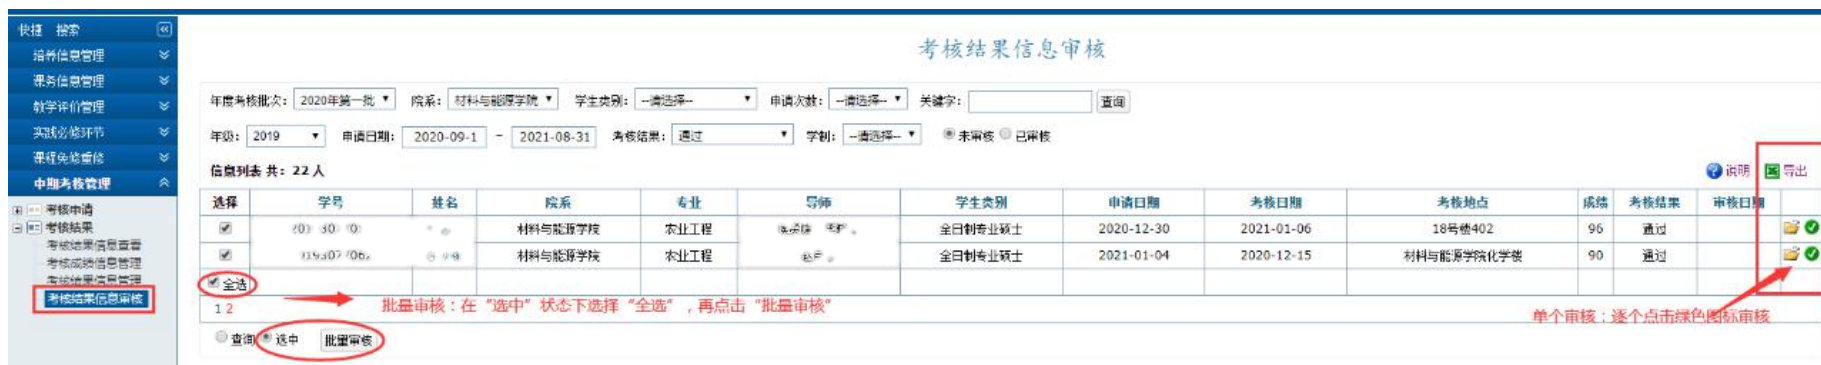 快捷 搜索
培养信息管理
课务信息管理
教学评价管理
实践必修环节
课程免修重修
中期考核管理
考核申请
考核结果
考核结果信息查看
考核成绩信息管理
考核结果信息管理
考核结果信息审核
考核结果信息审核
年度考核批次: 2020年第一批 院系: 材料与能源学院 学生类别: --请选择-- 申请次数: --请选择-- 关键字: 查询
年级: 2019 申请日期: 2020-09-1 - 2021-08-31 考核结果: 通过 学制: --请选择-- 未审核 已审核
信息列表 共: 22 人 说明 导出
选择 学号 姓名 院系 专业 导师 学生类别 申请日期 考核日期 考核地点 成绩 考核结果 审核日期
材料与能源学院 农业工程 全日制专业硕士 2020-12-30 2021-01-06 18号楼402 96 通过
材料与能源学院 农业工程 全日制专业硕士 2021-01-04 2020-12-15 材料与能源学院化学楼 90 通过
全选
1 2
批量审核：在“选中”状态下选择“全选”，再点击“批量审核”
单个审核：逐个点击绿色图标审核
查询 选中 批量审核